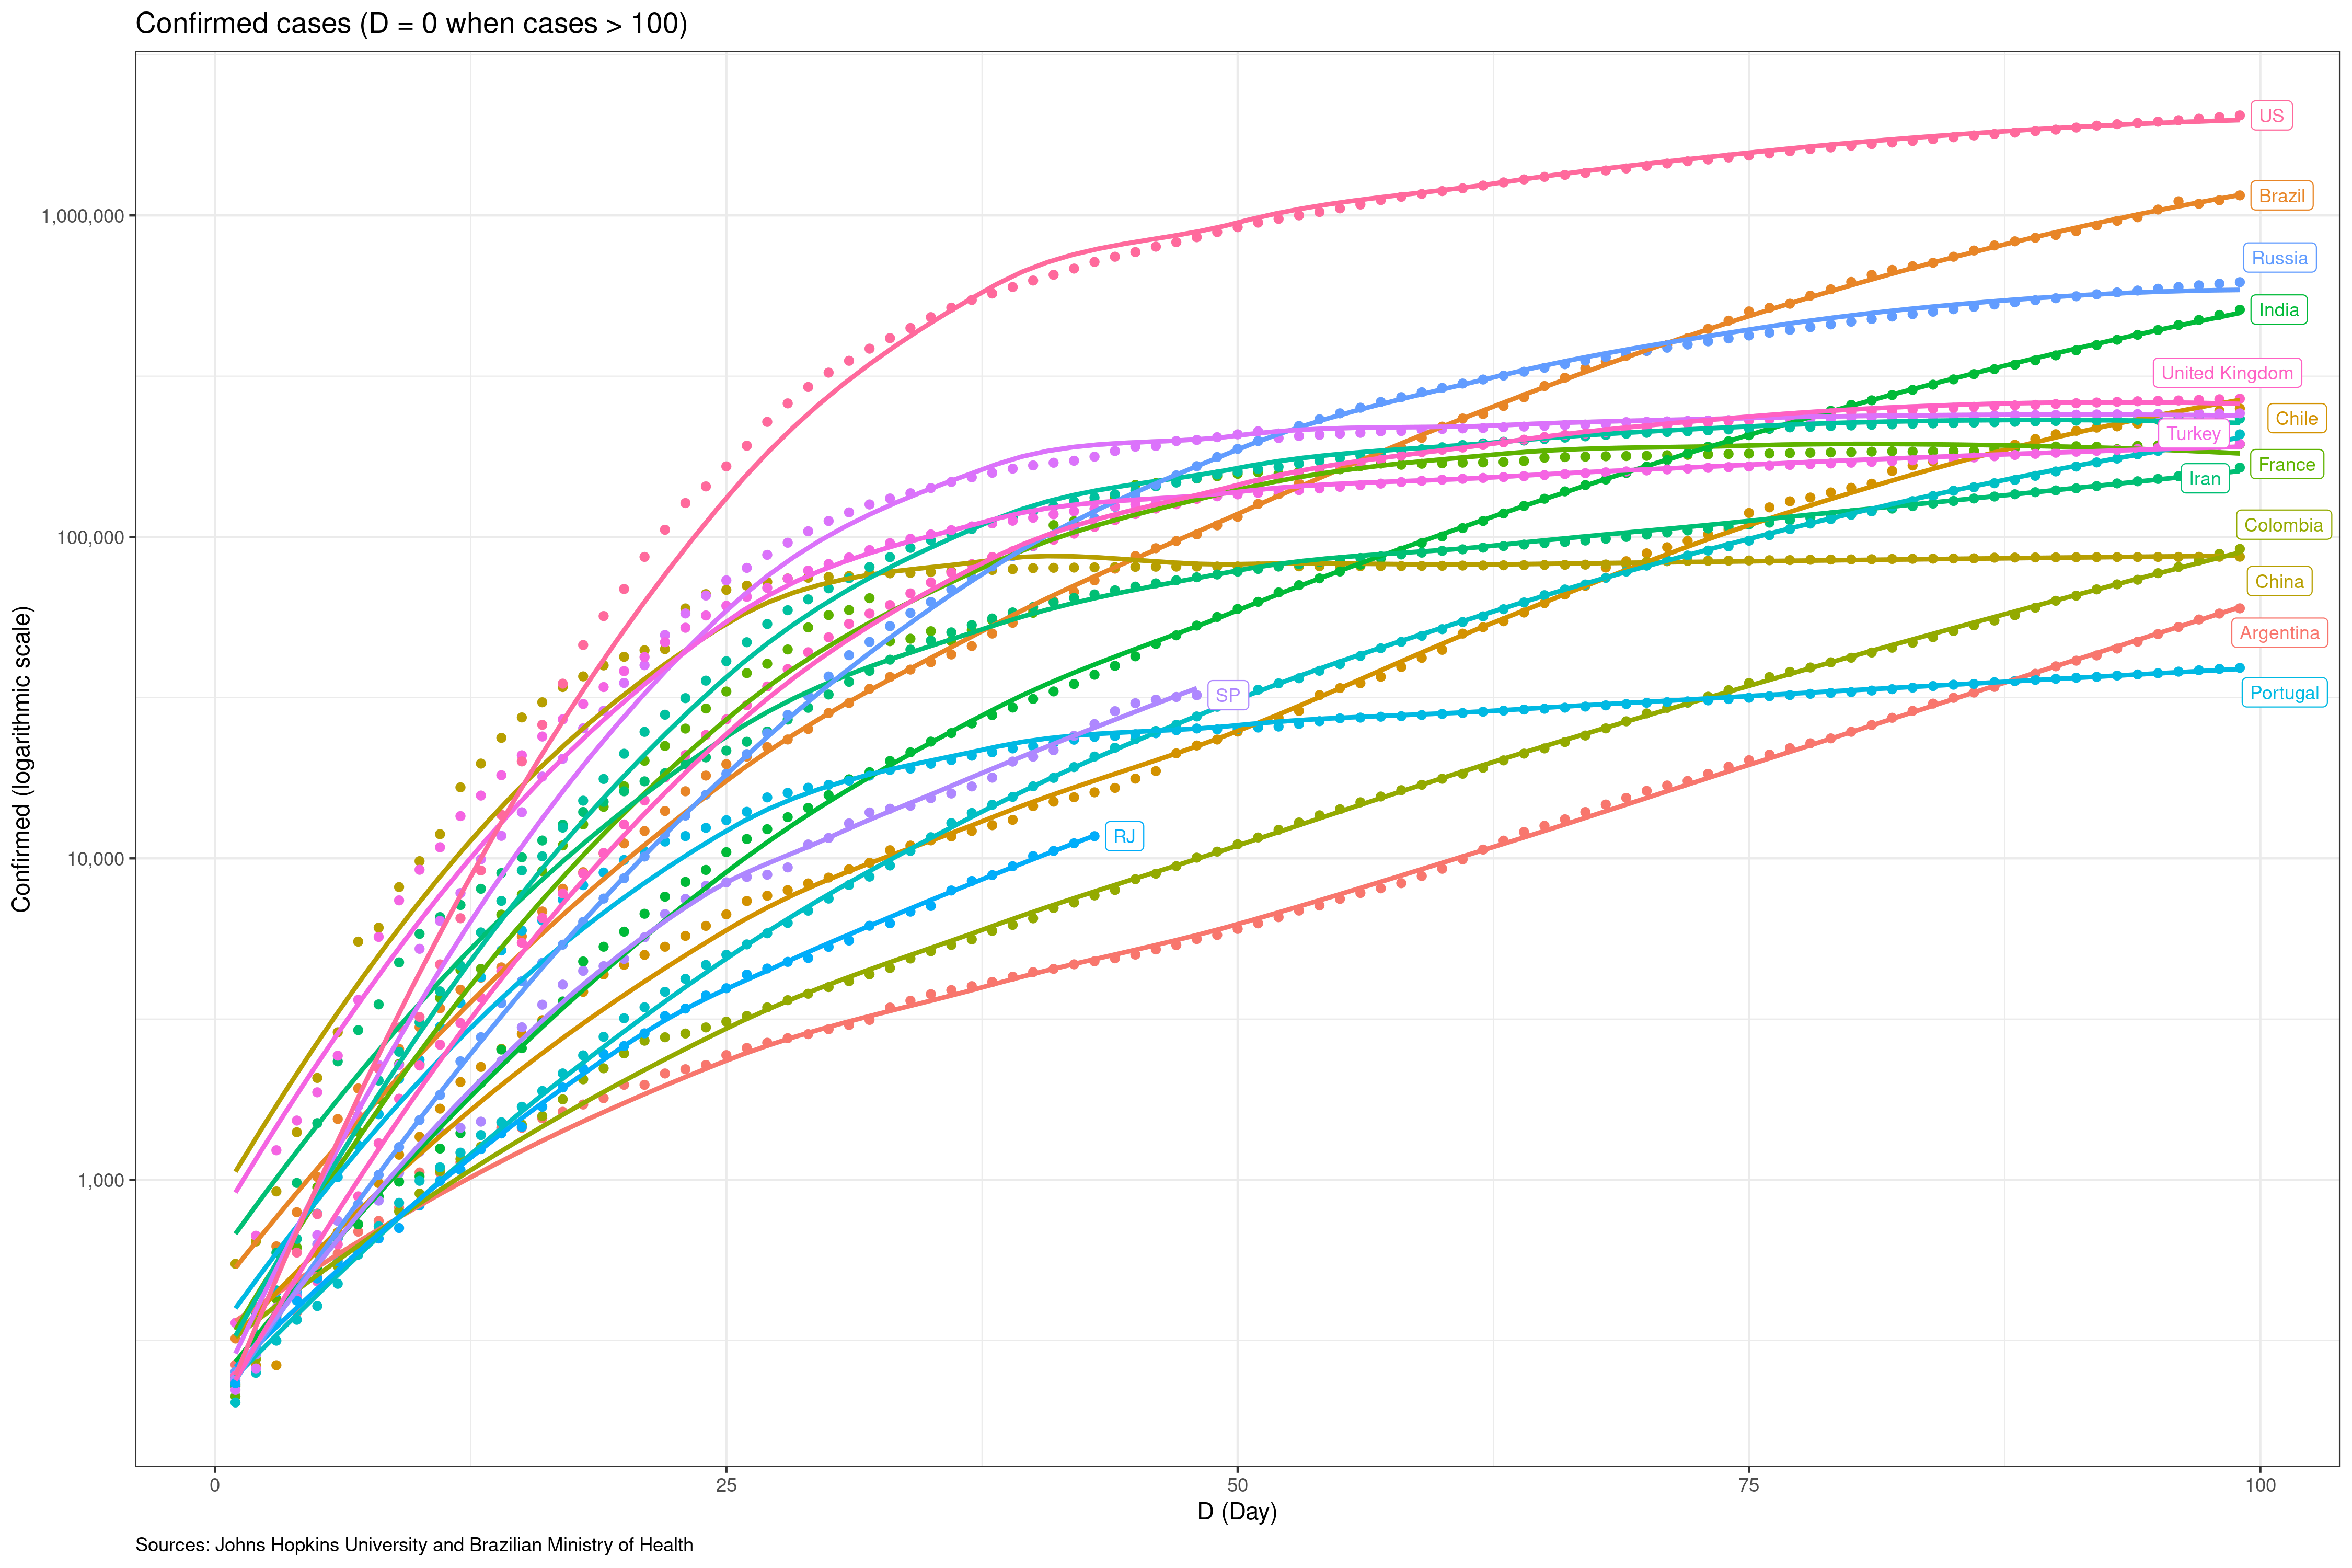 Confirmed cases (D = 0 when cases > 100)
US
Brazil
1,000,000
Russia
India
United Kingdom
Chile
Turkey
France
Iran
Colombia
100,000
China
Argentina
Portugal
SP
RJ
10,000
1,000
Confirmed (logarithmic scale)
0 25 50 75 100
D (Day)
Sources: Johns Hopkins University and Brazilian Ministry of Health